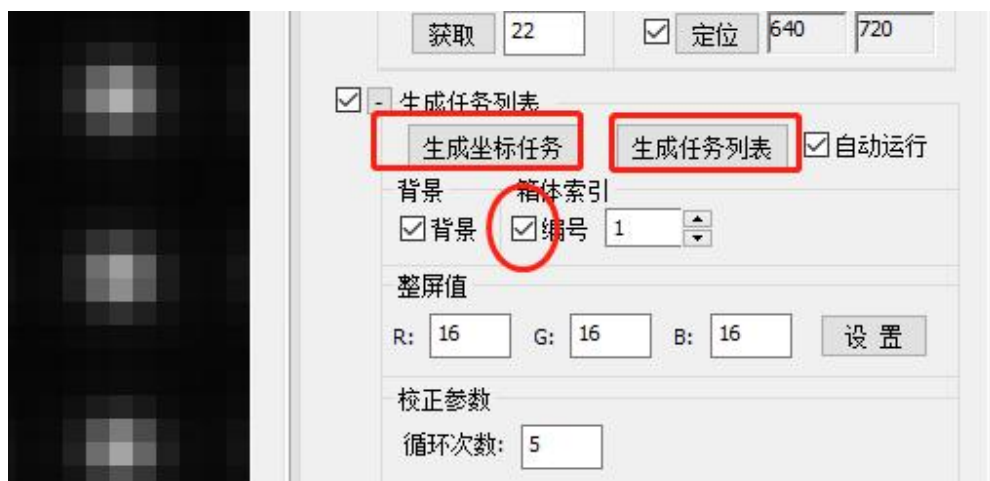 获取 22 定位 640 720
- 生成任务列表
生成坐标任务 生成任务列表 自动运行
背景 箱体索引
背景 编号 1
整屏值
R: 16 G: 16 B: 16 设 置
校正参数
循环次数: 5